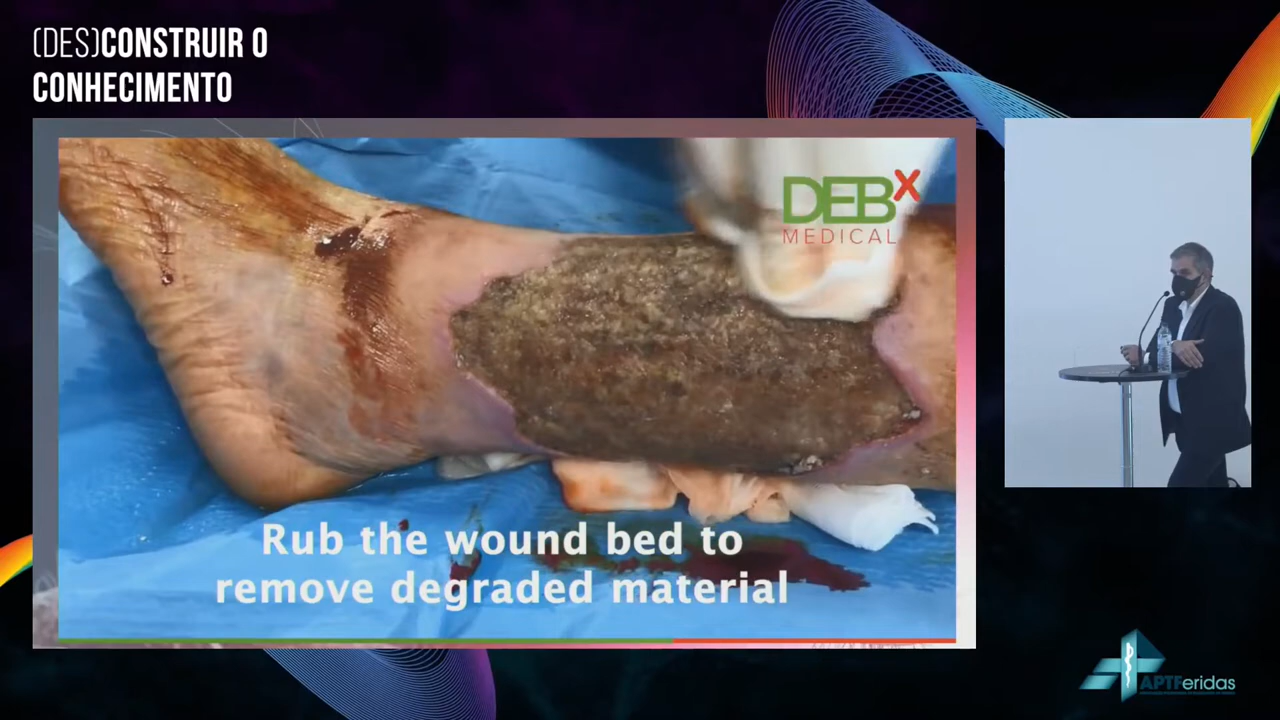 (DES)CONSTRUIR O
CONHECIMENTO
DEBX
MEDICAL
Rub the wound bed to
remove degraded material
APTFeridas